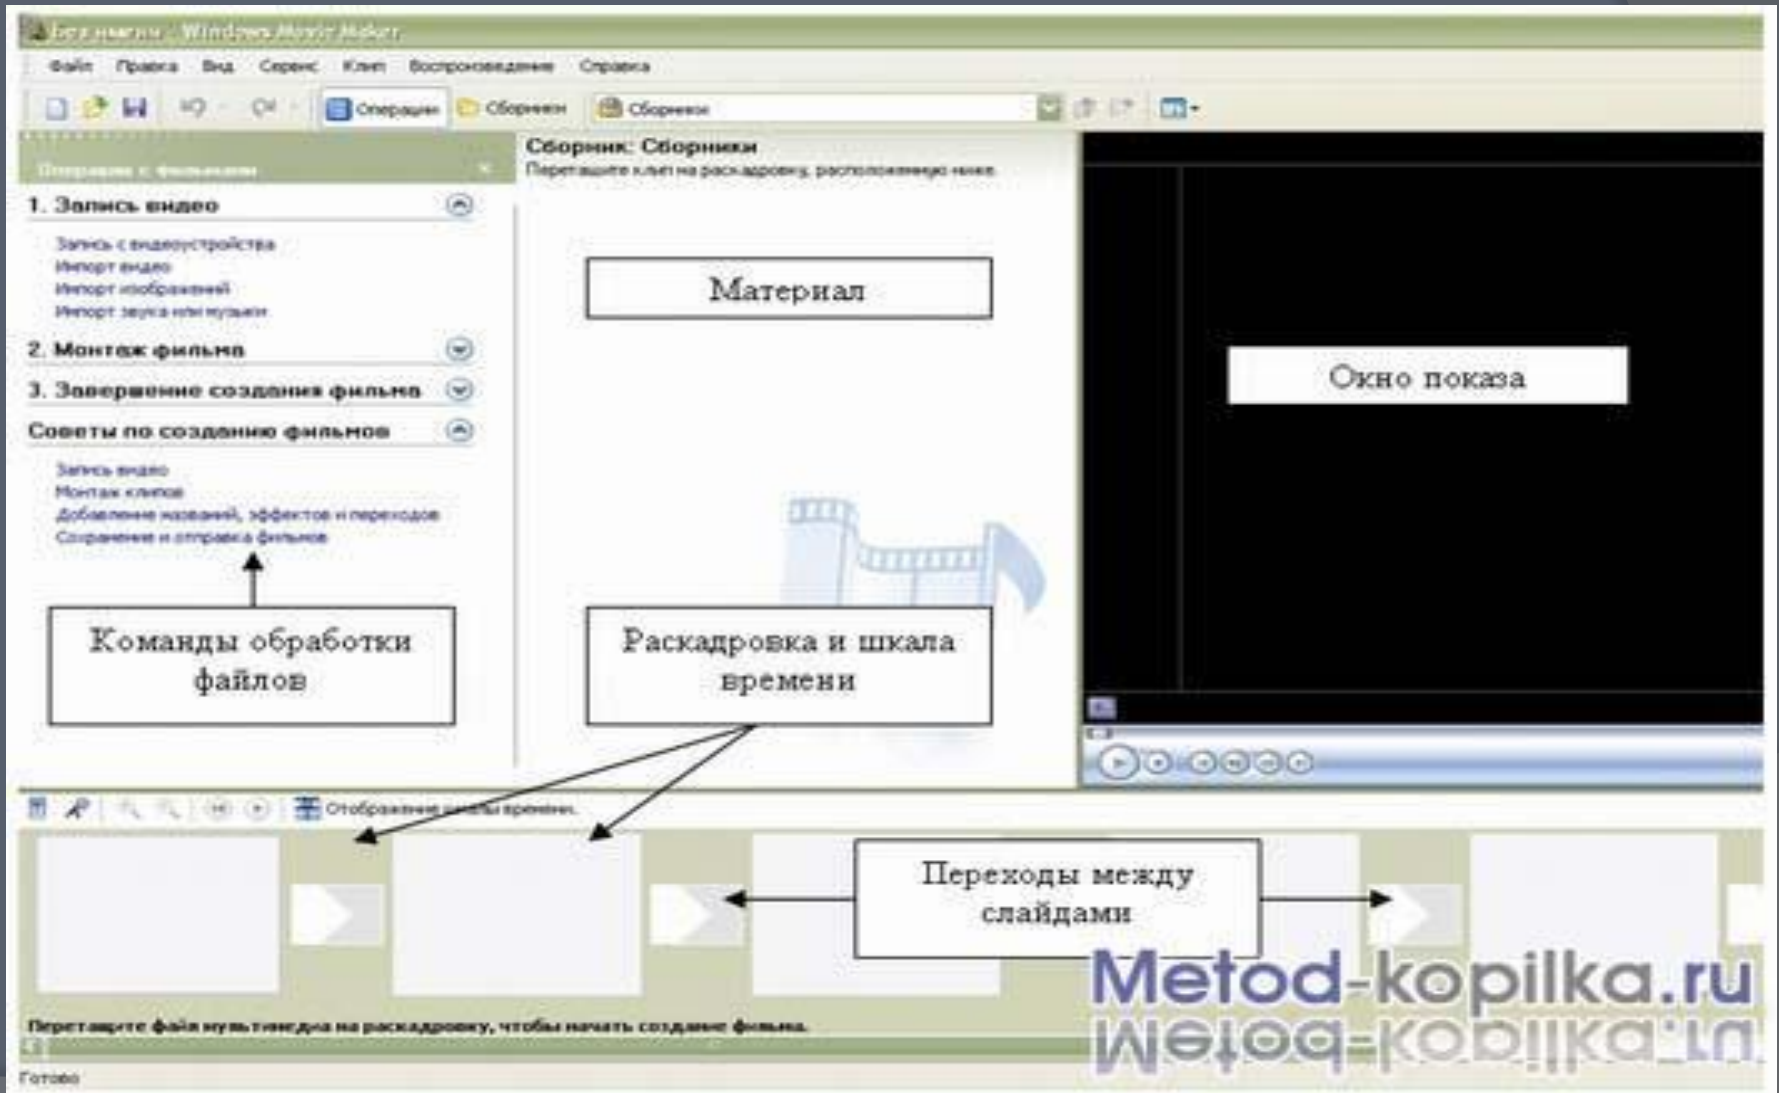 Без имени - Windows Movie Maker
Файл Правка Вид Сервис Клип Воспроизведение Справка
Операции Сборники Сборники
Операции с фильмами
Сборник: Сборники
Перетащите клип на раскадровку, расположенную ниже.
1. Запись видео
Запись с видеоустройства
Импорт видео
Импорт изображений
Импорт звука или музыки
Материал
2. Монтаж фильма
Окно показа
3. Завершение создания фильма
Советы по созданию фильмов
Запись видео
Монтаж клипов
Добавление названий, эффектов и переходов
Сохранение и отправка фильмов
Команды обработки
файлов
Раскадровка и шкала
времени
Отображение шкалы времени.
Переходы между
слайдами
Metod-kopilka.ru
Перетащите файл мультимедиа на раскадровку, чтобы начать создание фильма.
Готово